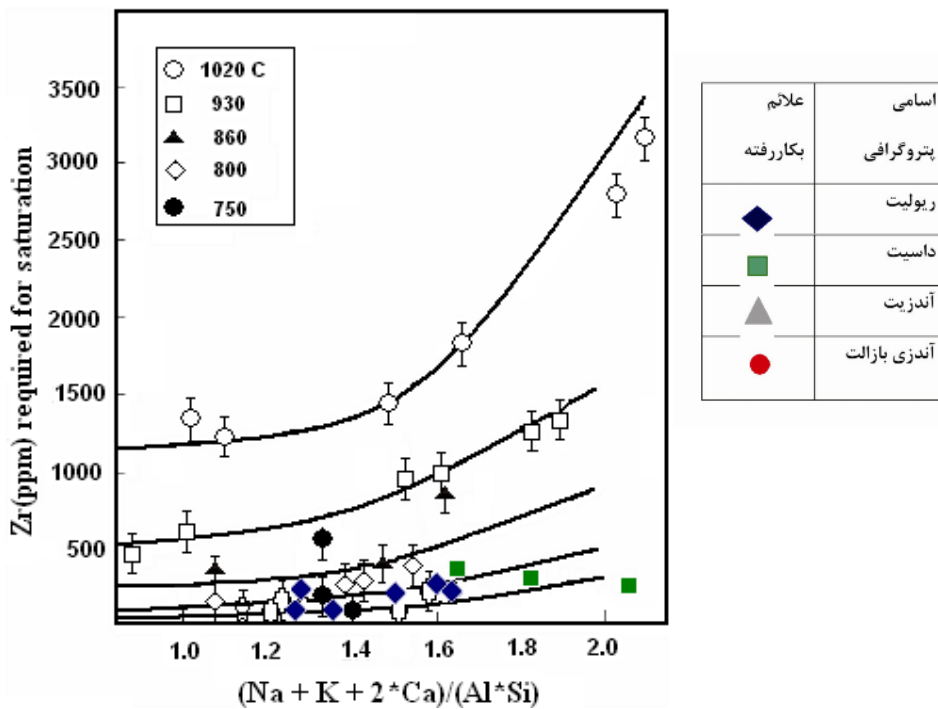 Zr(ppm) required for saturation
3500
3000
2500
2000
1500
1000
500
1020 C
930
860
800
750
1.0 1.2 1.4 1.6 1.8 2.0
(Na + K + 2*Ca)/(Al*Si)
اسامی پتروگرافی علائم بکاررفته
ریولیت
داسیت
آندزیت
آندزی بازالت